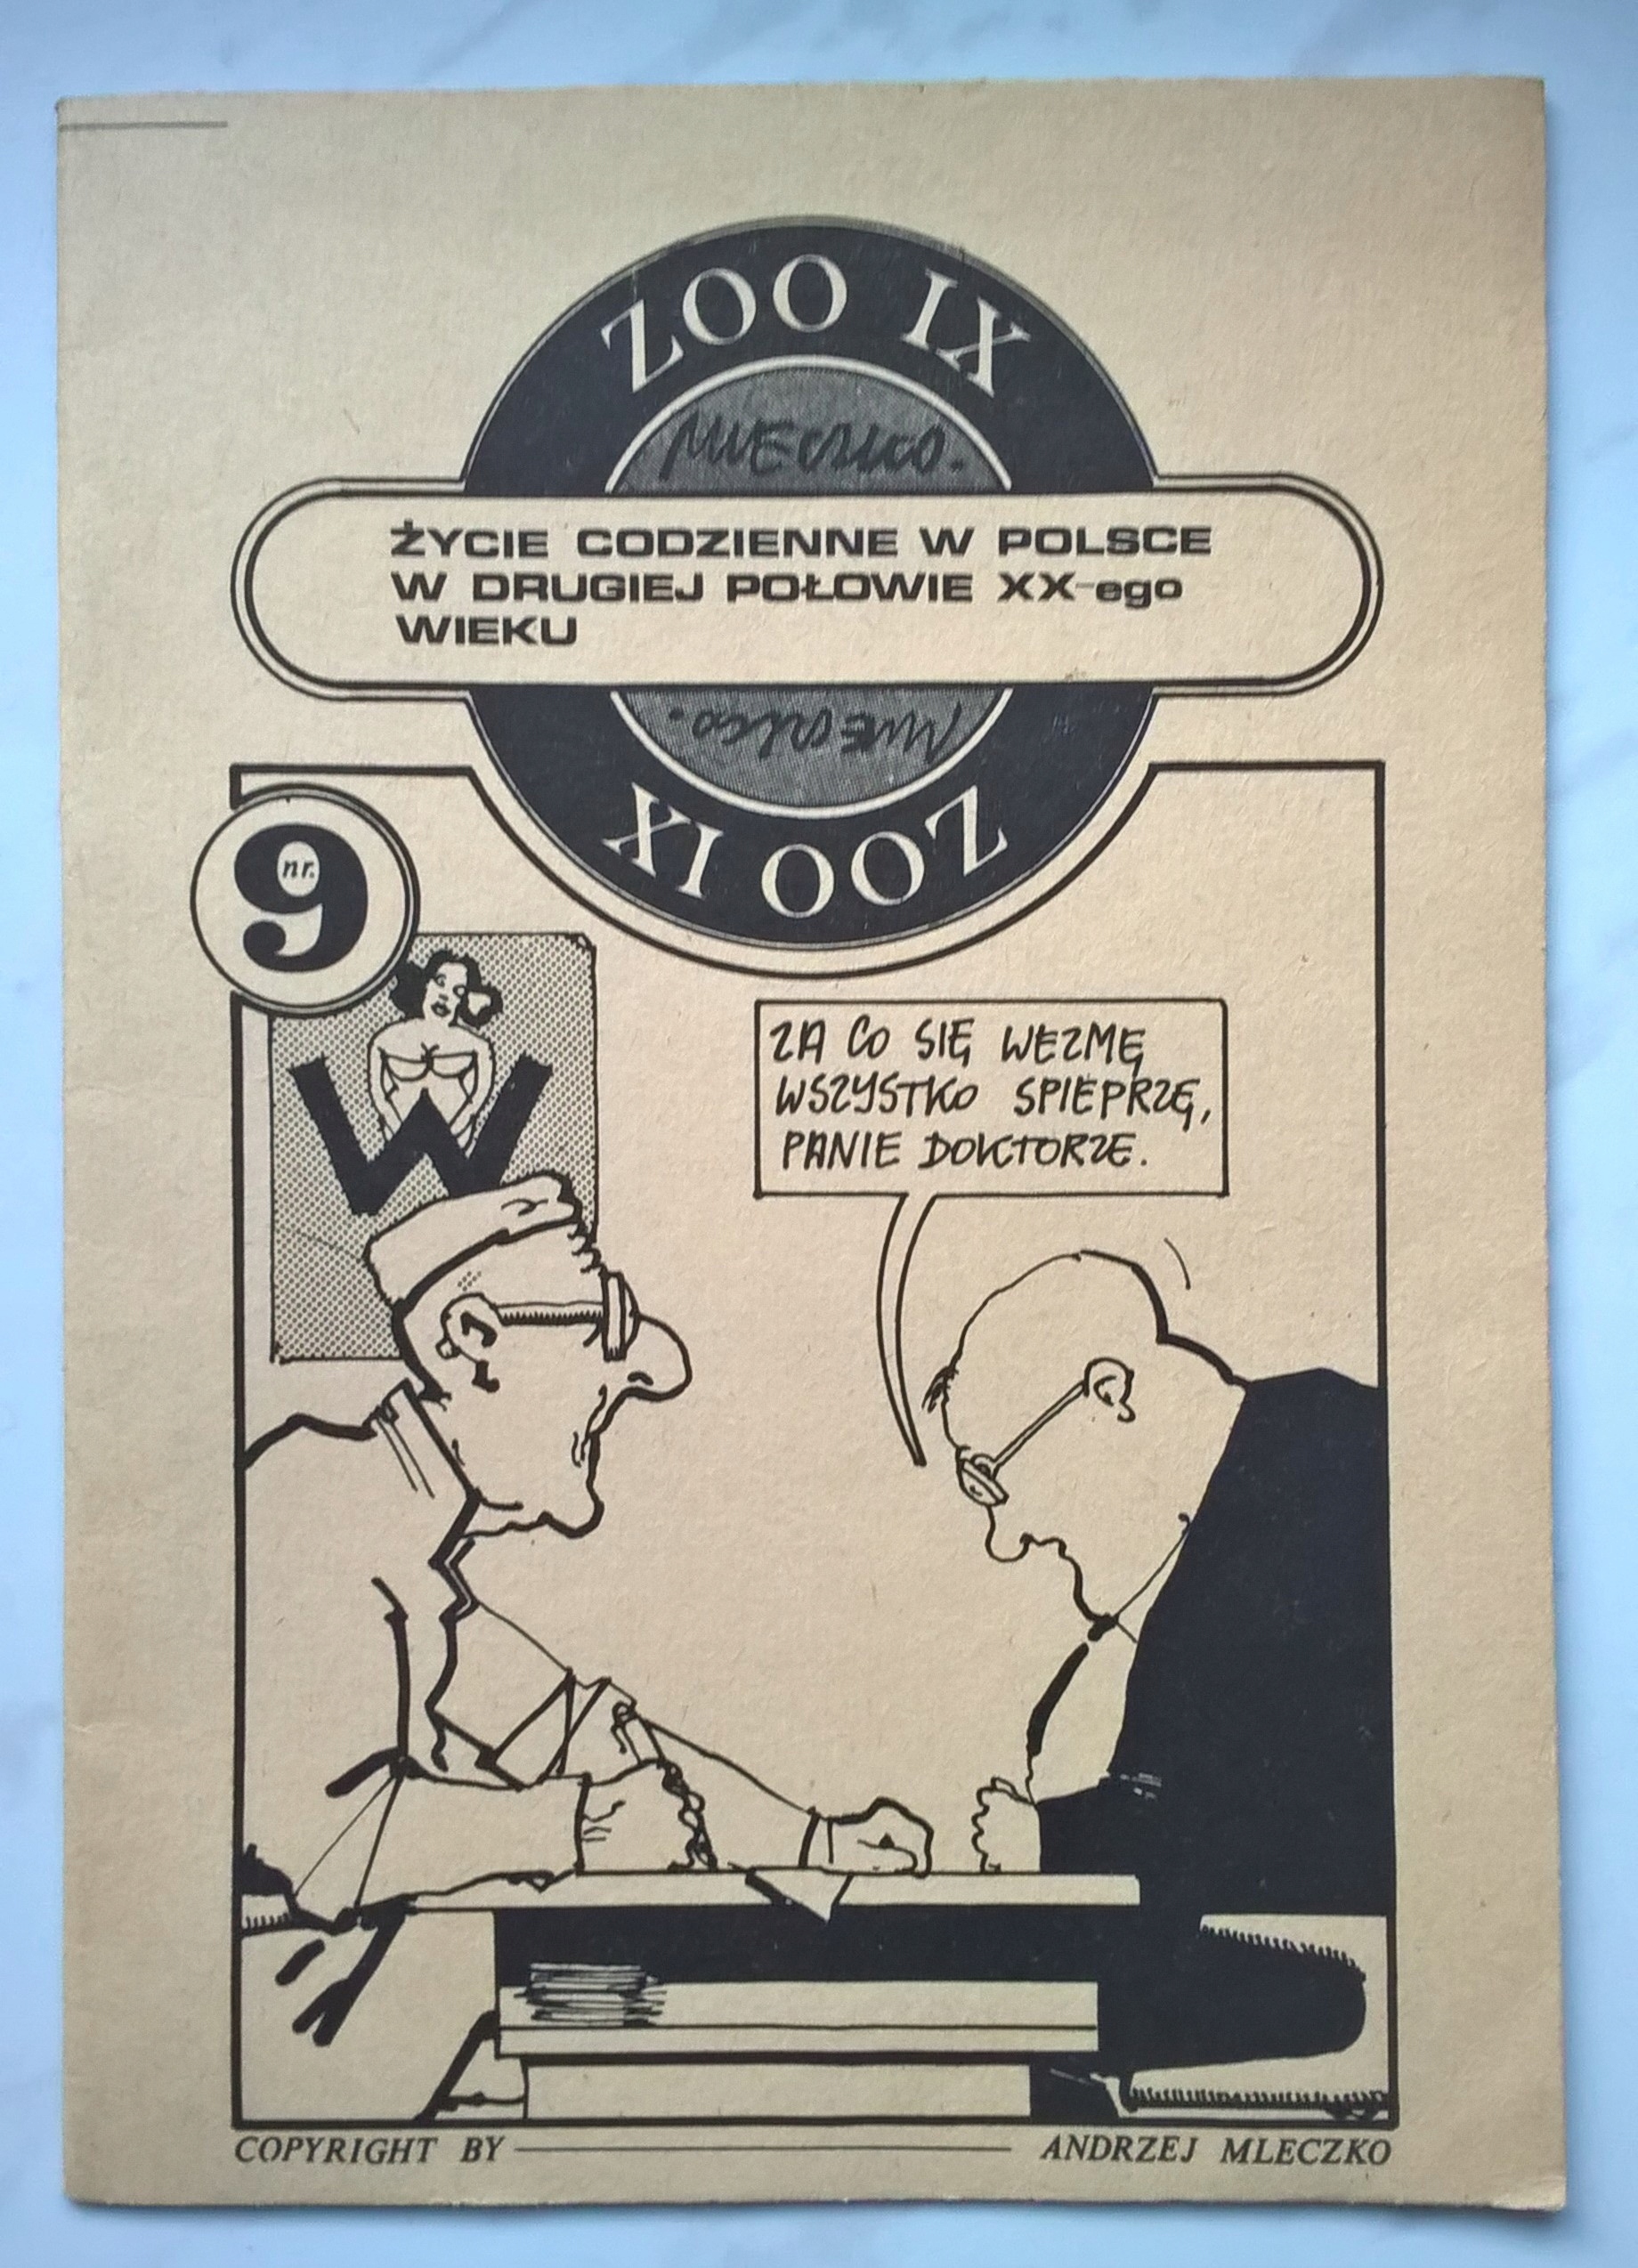 ZOO IX
MLECZKO.
ŻYCIE CODZIENNE W POLSCE
W DRUGIEJ POŁOWIE XX-ego
WIEKU
MLECZKO.
ZOO IX
nr.
9
W
ZA CO SIĘ WEZMĘ
WSZYSTKO SPIEPRZĘ,
PANIE DOKTORZE.
COPYRIGHT BY ANDRZEJ MLECZKO